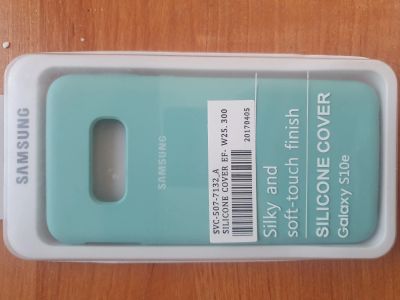 SAMSUNG
SAMSUNG
SVC-507-7132_A
SILICONE COVER EF- W25.300
20170405
Silky and
soft-touch finish
SILICONE COVER
Galaxy S10e